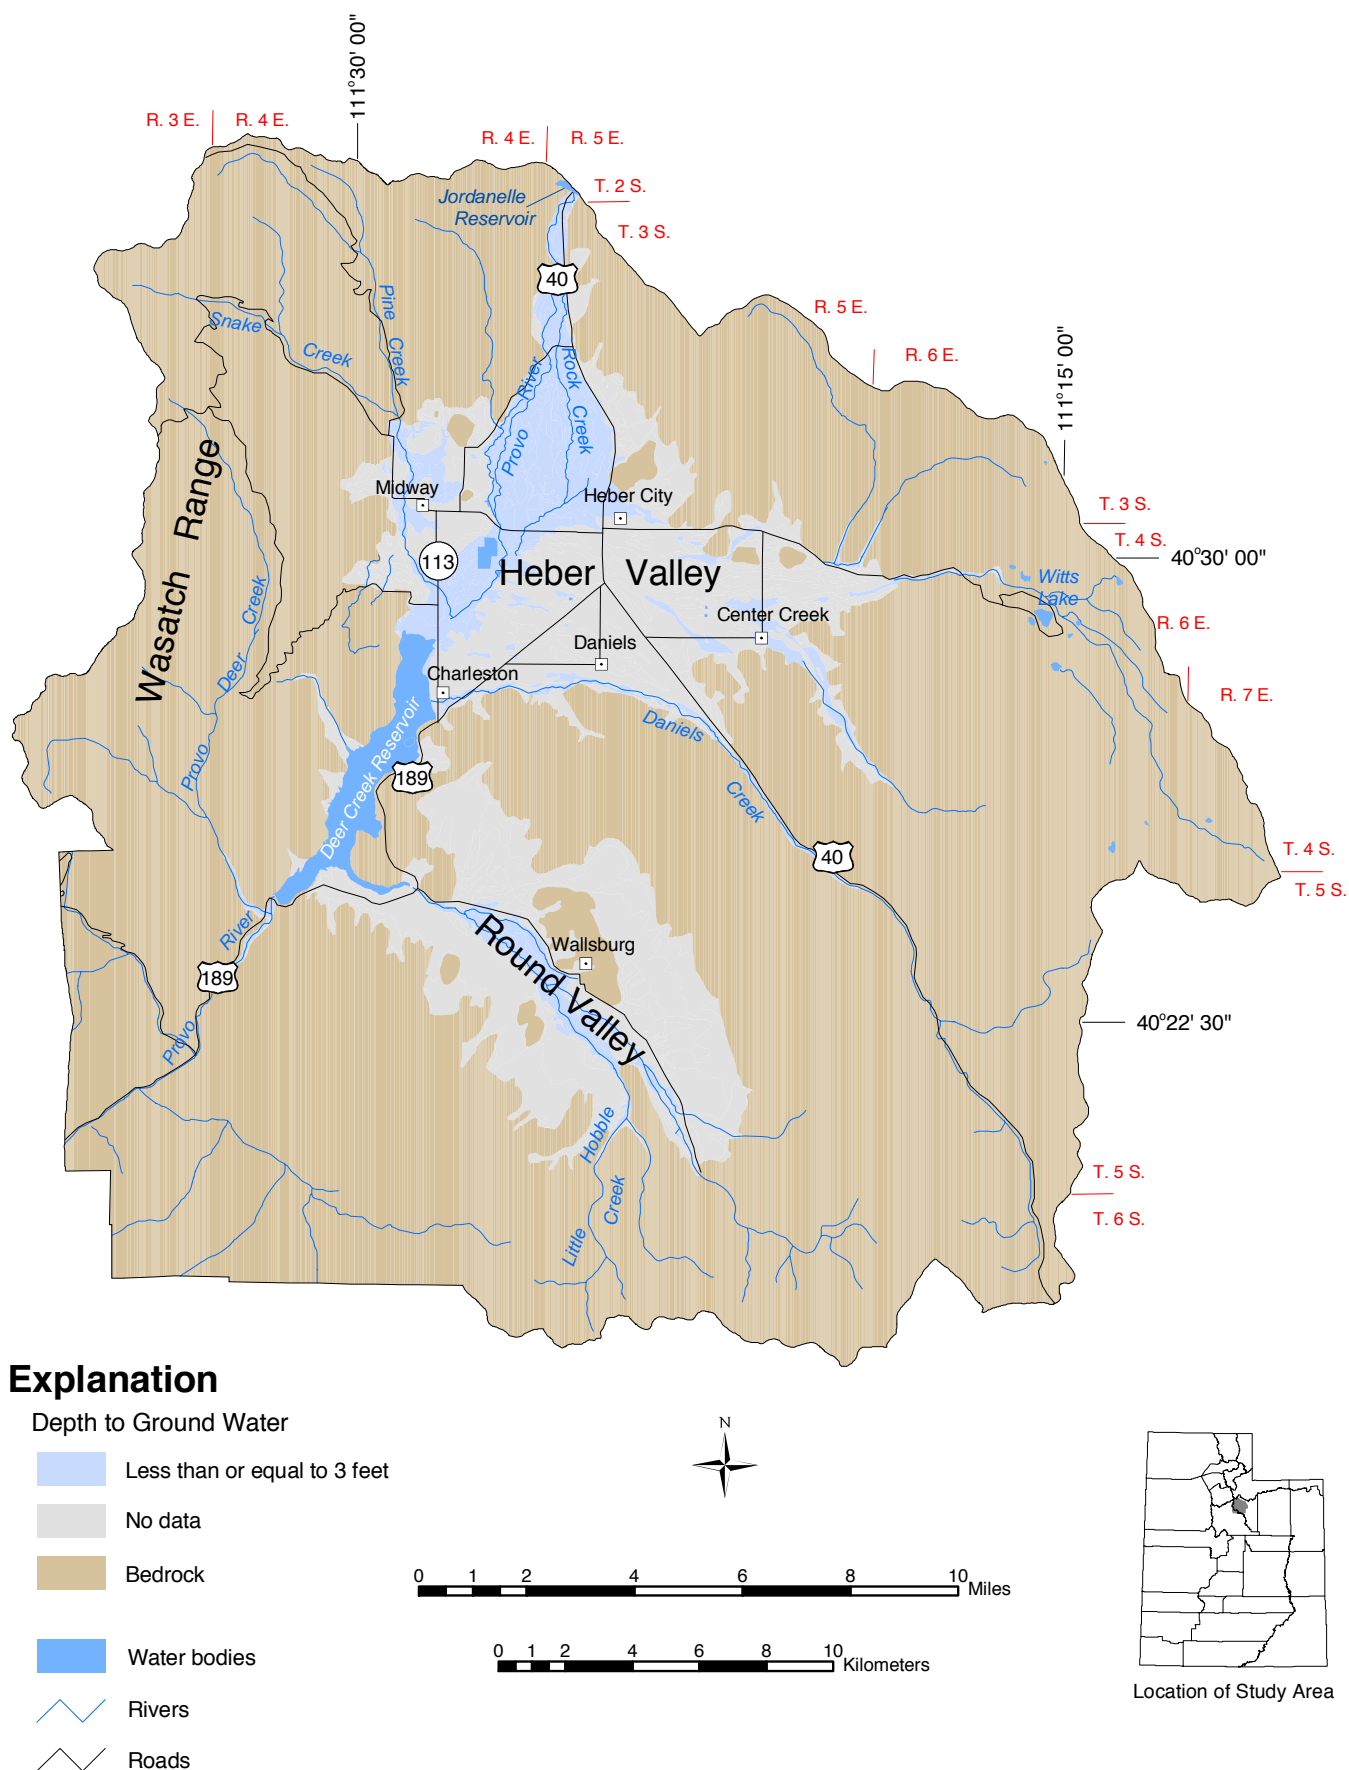 111°30' 00"
R. 3 E.
R. 4 E.
R. 4 E.
R. 5 E.
Jordanelle
Reservoir
T. 2 S.
T. 3 S.
40
R. 5 E.
R. 6 E.
111°15' 00"
Snake
Creek
Pine
Creek
River
Provo
Rock
Creek
Wasatch Range
Midway
Heber City
T. 3 S.
T. 4 S.
40°30' 00"
113
Heber Valley
Witts
Lake
Center Creek
R. 6 E.
R. 7 E.
Deer
Creek
Provo
Daniels
Charleston
Daniels
Creek
Deer Creek Reservoir
189
40
T. 4 S.
T. 5 S.
River
189
Provo
Wallsburg
Round Valley
40°22' 30"
Hobble
Creek
Little
T. 5 S.
T. 6 S.
Explanation
Depth to Ground Water
Less than or equal to 3 feet
No data
Bedrock
Water bodies
Rivers
Roads
N
0 1 2 4 6 8 10
Miles
0 1 2 4 6 8 10
Kilometers
Location of Study Area